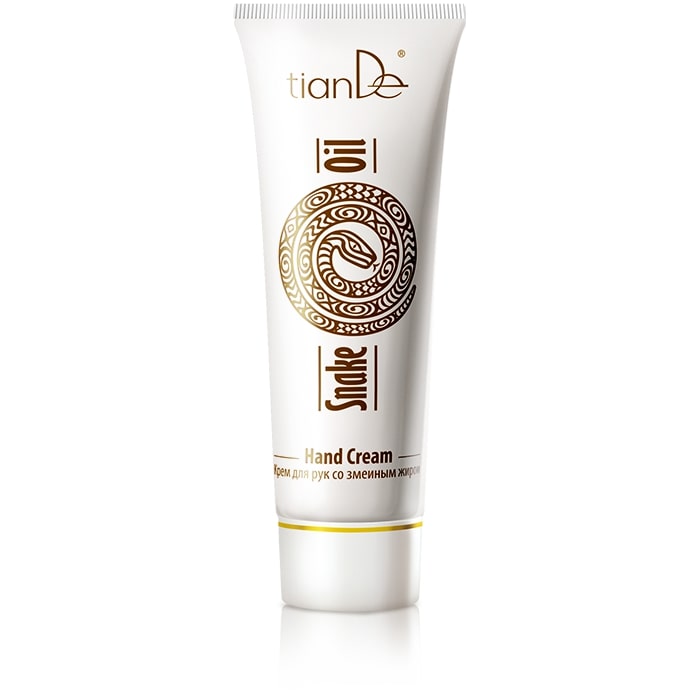 tianDe®
Snake Oil
Hand Cream
Крем для рук со змеиным жиром